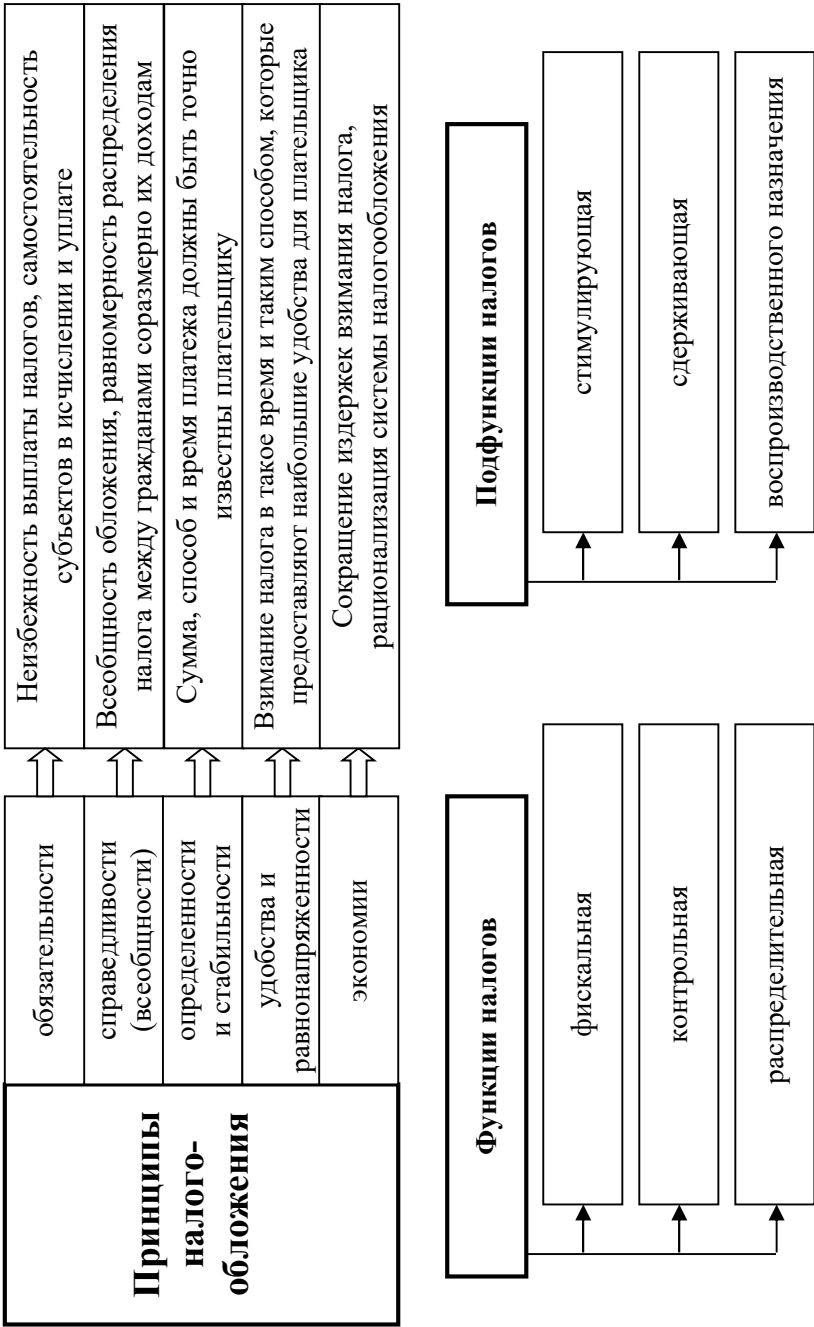 Принципы
налого-
обложения
обязательности
Неизбежность выплаты налогов, самостоятельность
субъектов в исчислении и уплате
справедливости
(всеобщности)
Всеобщность обложения, равномерность распределения
налога между гражданами соразмерно их доходам
определенности
и стабильности
Сумма, способ и время платежа должны быть точно
известны плательщику
удобства и
равнонапряженности
Взимание налога в такое время и таким способом, которые
предоставляют наибольшие удобства для плательщика
экономии
Сокращение издержек взимания налога,
рационализация системы налогообложения
Функции налогов
фискальная
контрольная
распределительная
Подфункции налогов
стимулирующая
сдерживающая
воспроизводственного назначения